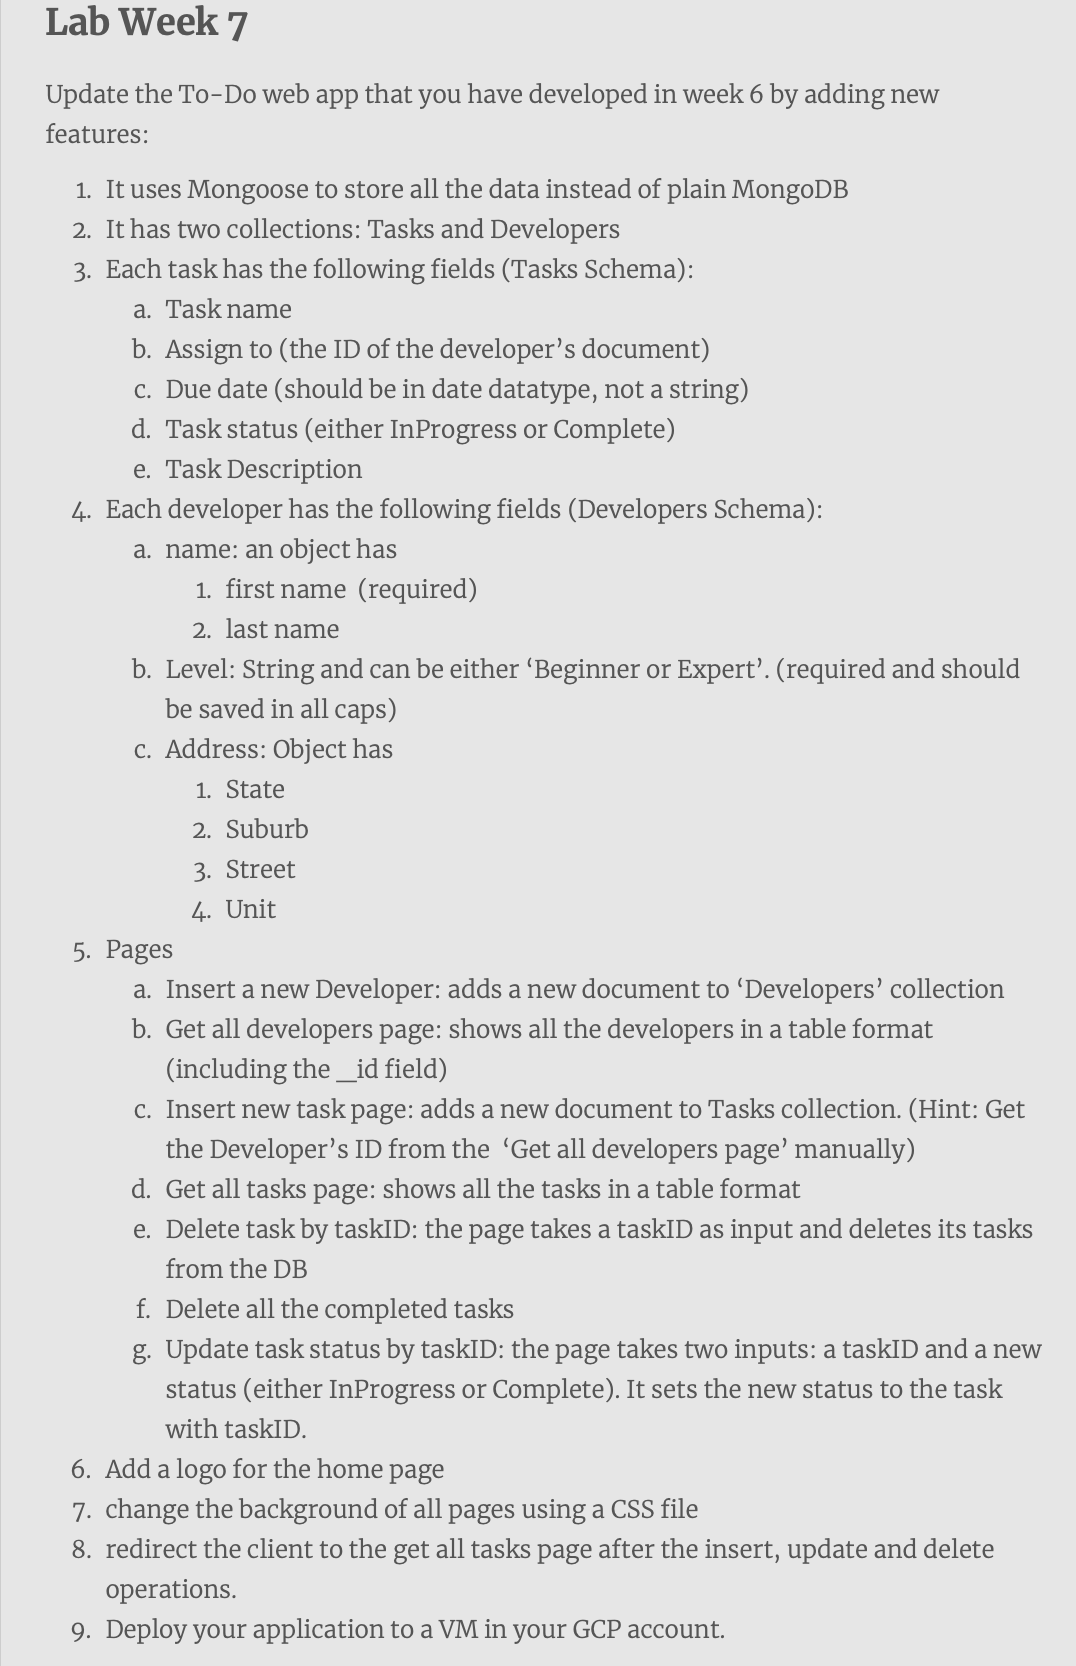 Lab Week 7
Update the To-Do web app that you have developed in week 6 by adding new
features:
1. It uses Mongoose to store all the data instead of plain MongoDB
2. It has two collections: Tasks and Developers
3. Each task has the following fields (Tasks Schema):
a. Task name
b. Assign to (the ID of the developer’s document)
c. Due date (should be in date datatype, not a string)
d. Task status (either InProgress or Complete)
e. Task Description
4. Each developer has the following fields (Developers Schema):
a. name: an object has
1. first name  (required)
2. last name
b. Level: String and can be either ‘Beginner or Expert’. (required and should
be saved in all caps)
c. Address: Object has
1. State
2. Suburb
3. Street
4. Unit
5. Pages
a. Insert a new Developer: adds a new document to ‘Developers’ collection
b. Get all developers page: shows all the developers in a table format
(including the _id field)
c. Insert new task page: adds a new document to Tasks collection. (Hint: Get
the Developer’s ID from the  ‘Get all developers page’ manually)
d. Get all tasks page: shows all the tasks in a table format
e. Delete task by taskID: the page takes a taskID as input and deletes its tasks
from the DB
f. Delete all the completed tasks
g. Update task status by taskID: the page takes two inputs: a taskID and a new
status (either InProgress or Complete). It sets the new status to the task
with taskID.
6. Add a logo for the home page
7. change the background of all pages using a CSS file
8. redirect the client to the get all tasks page after the insert, update and delete
operations.
9. Deploy your application to a VM in your GCP account.